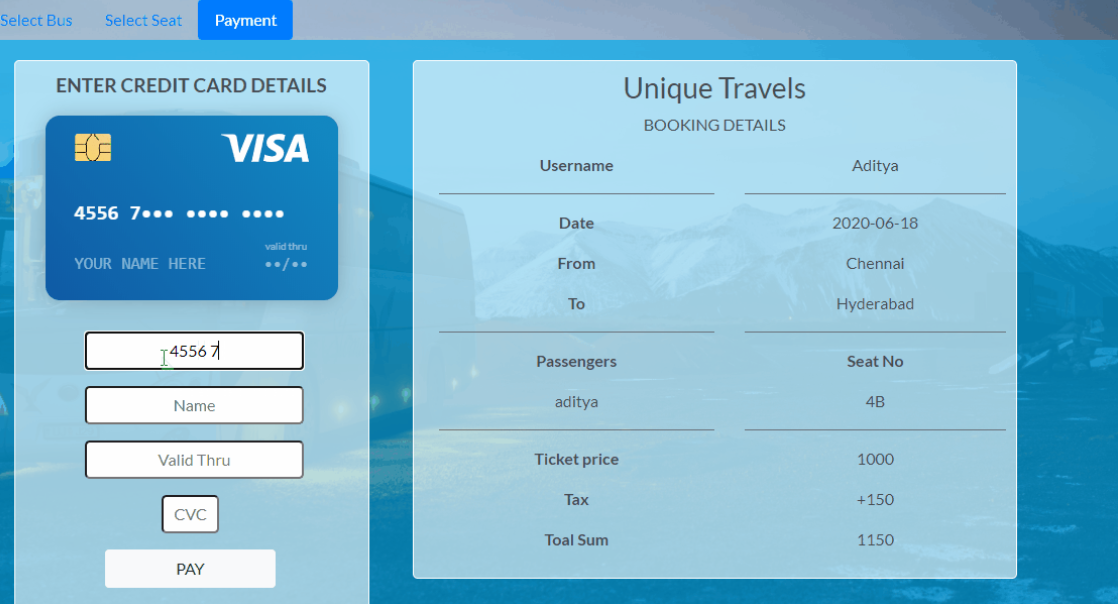 Select Bus Select Seat Payment
ENTER CREDIT CARD DETAILS
VISA
4556 7••• •••• ••••
valid thru
YOUR NAME HERE ••/••
4556 7
Name
Valid Thru
CVC
PAY
Unique Travels
BOOKING DETAILS
Username Aditya
Date 2020-06-18
From Chennai
To Hyderabad
Passengers Seat No
aditya 4B
Ticket price 1000
Tax +150
Toal Sum 1150